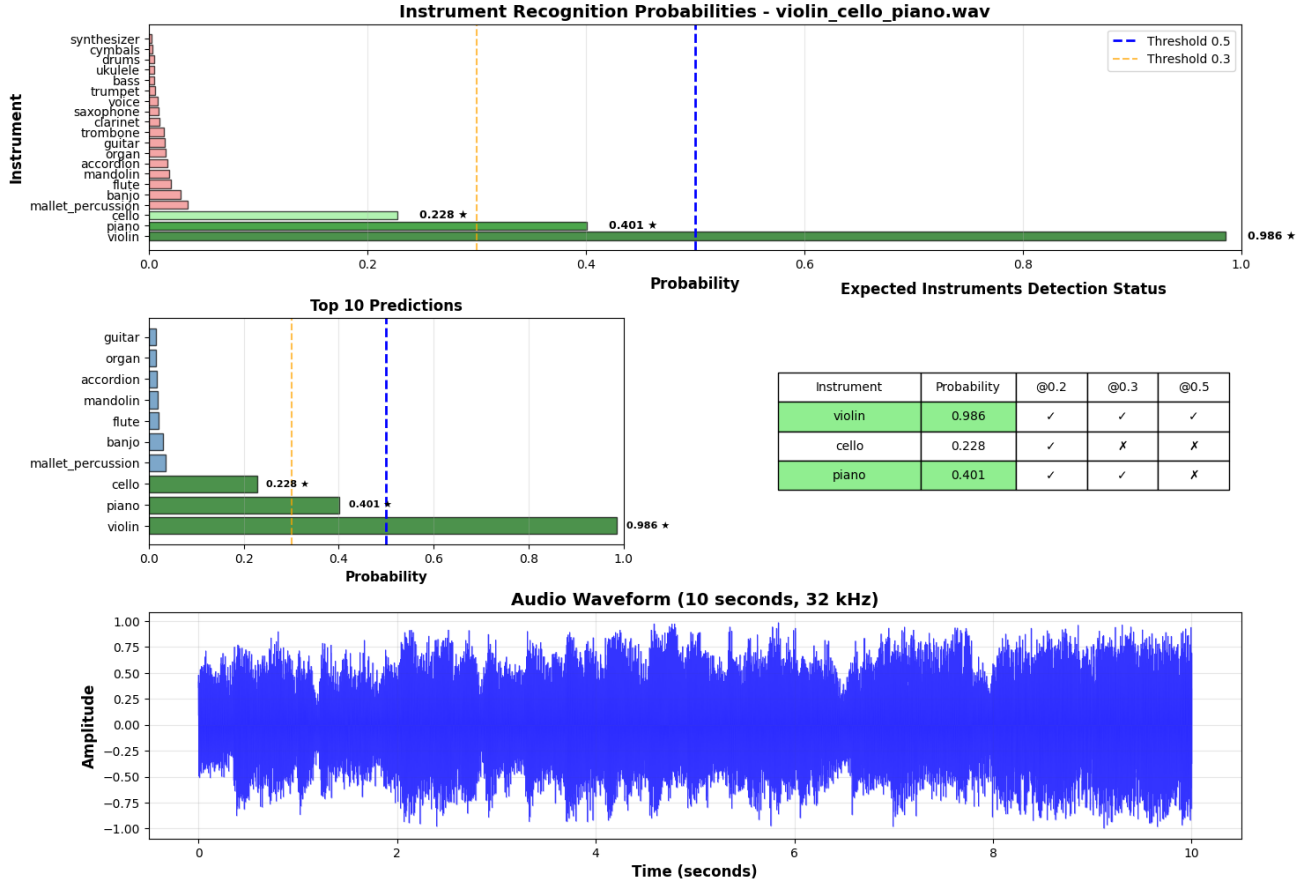 Instrument Recognition Probabilities - violin_cello_piano.wav
synthesizer
cymbals
drums
ukulele
bass
trumpet
voice
saxophone
clarinet
trombone
guitar
organ
accordion
mandolin
flute
banjo
mallet_percussion
cello
piano
violin
Instrument
0.228 ★
0.401 ★
0.986 ★
Threshold 0.5
Threshold 0.3
0.0 0.2 0.4 0.6 0.8 1.0
Probability
Top 10 Predictions
guitar
organ
accordion
mandolin
flute
banjo
mallet_percussion
cello
piano
violin
0.228 ★
0.401 ★
0.986 ★
0.0 0.2 0.4 0.6 0.8 1.0
Probability
Expected Instruments Detection Status
Instrument Probability @0.2 @0.3 @0.5
violin 0.986 ✓ ✓ ✓
cello 0.228 ✓ ✗ ✗
piano 0.401 ✓ ✓ ✗
Audio Waveform (10 seconds, 32 kHz)
1.00
0.75
0.50
0.25
0.00
−0.25
−0.50
−0.75
−1.00
Amplitude
0 2 4 6 8 10
Time (seconds)